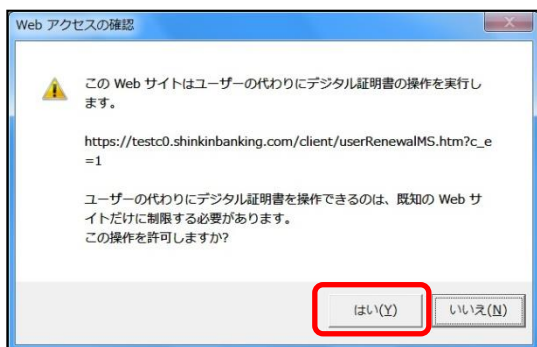 Web アクセスの確認
この Web サイトはユーザーの代わりにデジタル証明書の操作を実行し
ます。
https://testc0.shinkinbanking.com/client/userRenewalMS.htm?c_e
=1
ユーザーの代わりにデジタル証明書を操作できるのは、既知の Web サ
イトだけに制限する必要があります。
この操作を許可しますか?
はい(Y) いいえ(N)